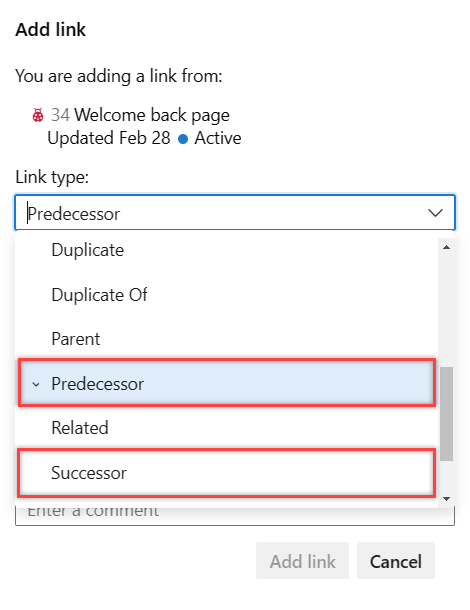 Add link
You are adding a link from:
34 Welcome back page
Updated Feb 28 Active
Link type:
Predecessor
Duplicate
Duplicate Of
Parent
Predecessor
Related
Successor
Enter a comment
Add link Cancel